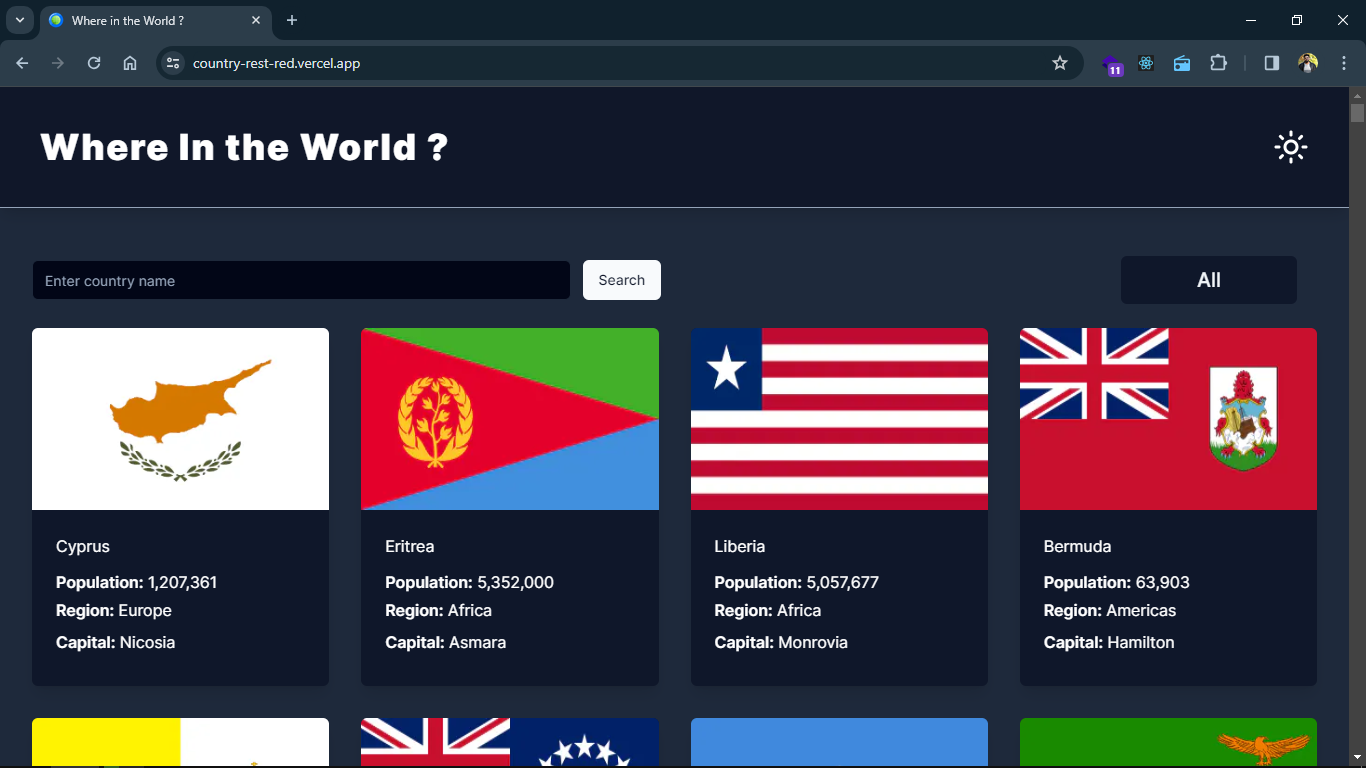 Where in the World ?
country-rest-red.vercel.app
11
Where In the World ?
Enter country name
Search
All
Cyprus
Population: 1,207,361
Region: Europe
Capital: Nicosia
Eritrea
Population: 5,352,000
Region: Africa
Capital: Asmara
Liberia
Population: 5,057,677
Region: Africa
Capital: Monrovia
Bermuda
Population: 63,903
Region: Americas
Capital: Hamilton